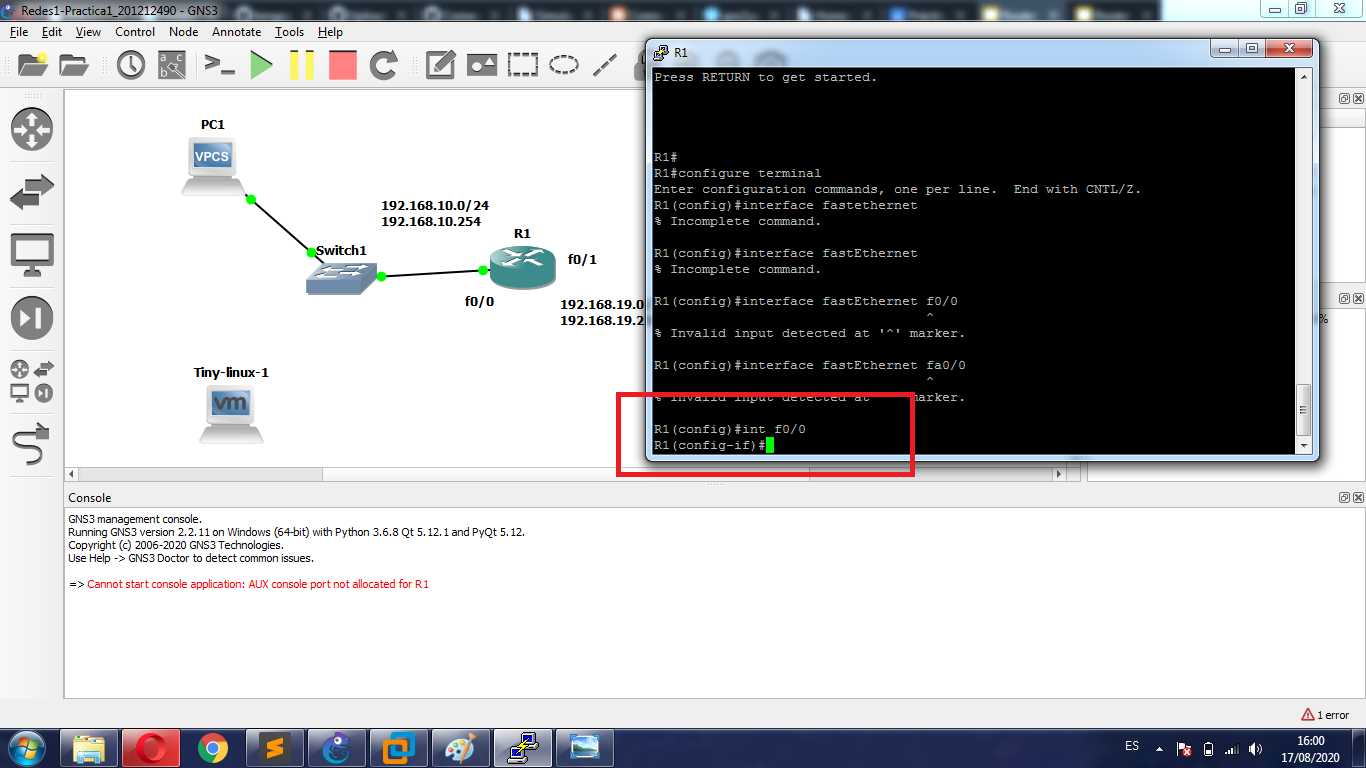 Redes1-Practica1_201212490 - GNS3
File Edit View Control Node Annotate Tools Help
PC1
VPCS
192.168.10.0/24
192.168.10.254
Switch1
R1
f0/1
f0/0
192.168.19.0
192.168.19.2
Tiny-linux-1
vm
R1
Press RETURN to get started.
R1#
R1#configure terminal
Enter configuration commands, one per line.  End with CNTL/Z.
R1(config)#interface fastethernet
% Incomplete command.
R1(config)#interface fastEthernet
% Incomplete command.
R1(config)#interface fastEthernet f0/0
^
% Invalid input detected at '^' marker.
R1(config)#interface fastEthernet fa0/0
^
% Invalid input detected at marker.
R1(config)#int f0/0
R1(config-if)#
%
Console
GNS3 management console.
Running GNS3 version 2.2.11 on Windows (64-bit) with Python 3.6.8 Qt 5.12.1 and PyQt 5.12.
Copyright (c) 2006-2020 GNS3 Technologies.
Use Help -> GNS3 Doctor to detect common issues.
=> Cannot start console application: AUX console port not allocated for R1
1 error
ES
16:00
17/08/2020